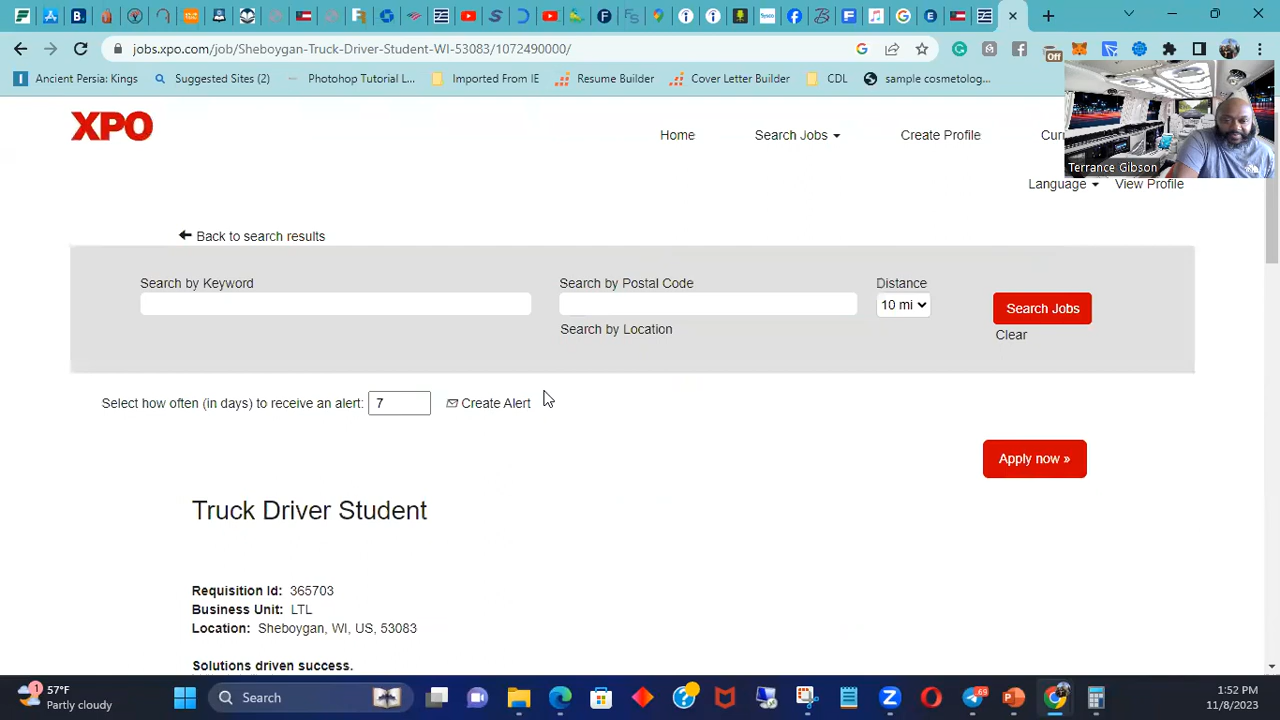 jobs.xpo.com/job/Sheboygan-Truck-Driver-Student-WI-53083/1072490000/
Off
Ancient Persia: Kings
Suggested Sites (2)
Photohop Tutorial L...
Imported From IE
Resume Builder
Cover Letter Builder
CDL
sample cosmetolog...
Terrance Gibson
XPO
Home
Search Jobs
Create Profile
Language
View Profile
Back to search results
Search by Keyword
Search by Postal Code
Distance
10 mi
Search Jobs
Search by Location
Clear
Select how often (in days) to receive an alert:
7
Create Alert
Apply now »
Truck Driver Student
Requisition Id: 365703
Business Unit: LTL
Location: Sheboygan, WI, US, 53083
Solutions driven success.
57°F
Partly cloudy
Search
1:52 PM
11/8/2023